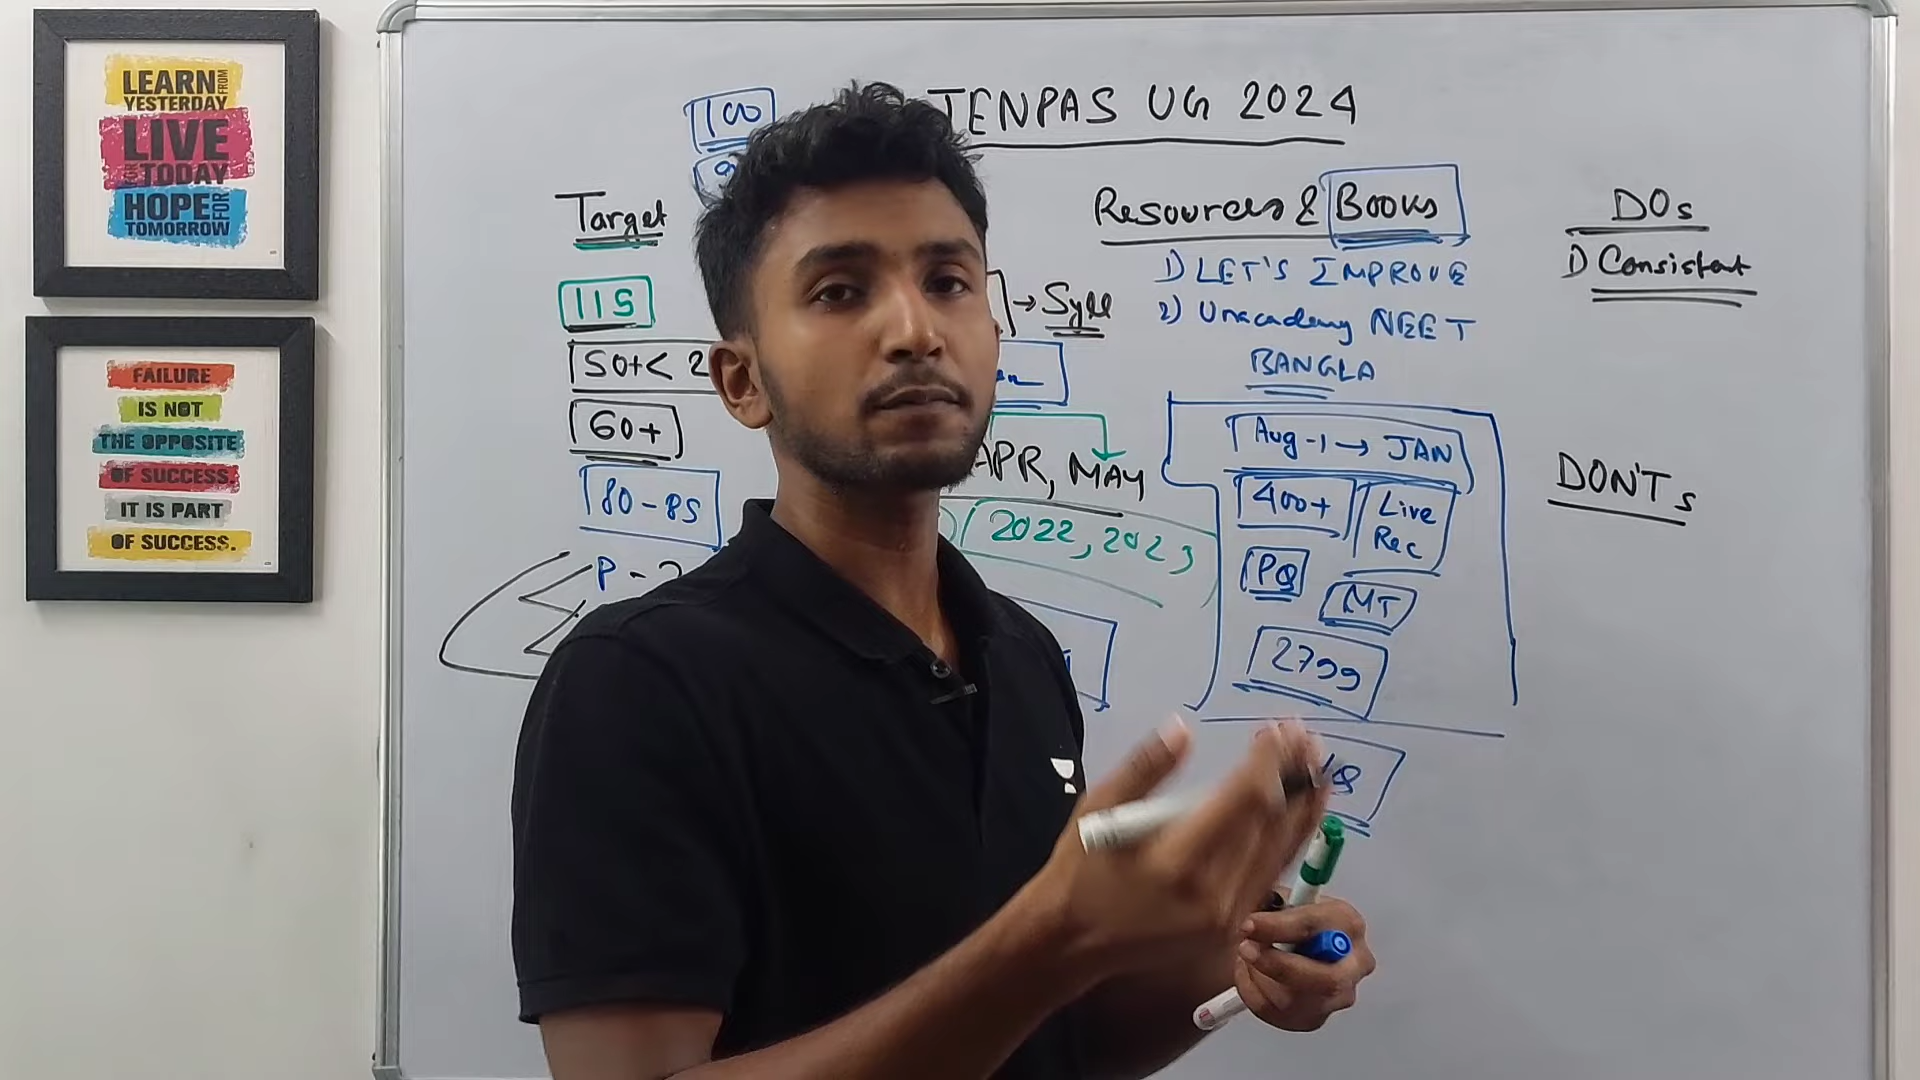 LEARN FROM
YESTERDAY
LIVE
FOR TODAY
HOPE FOR
TOMORROW
FAILURE
IS NOT
THE OPPOSITE
OF SUCCESS.
IT IS PART
OF SUCCESS.
JENPAS UG 2024
100
Target
115
50+< 2
60+
80-85
P -
→ Syll
APR, MAY
2022, 2023
Resources & Books
1) LET'S IMPROVE
2) Unacademy NEET
BANGLA
Aug-1 → JAN
400+
Live
Rec
PQ
MT
2799
DOs
1) Consistent
DON'Ts